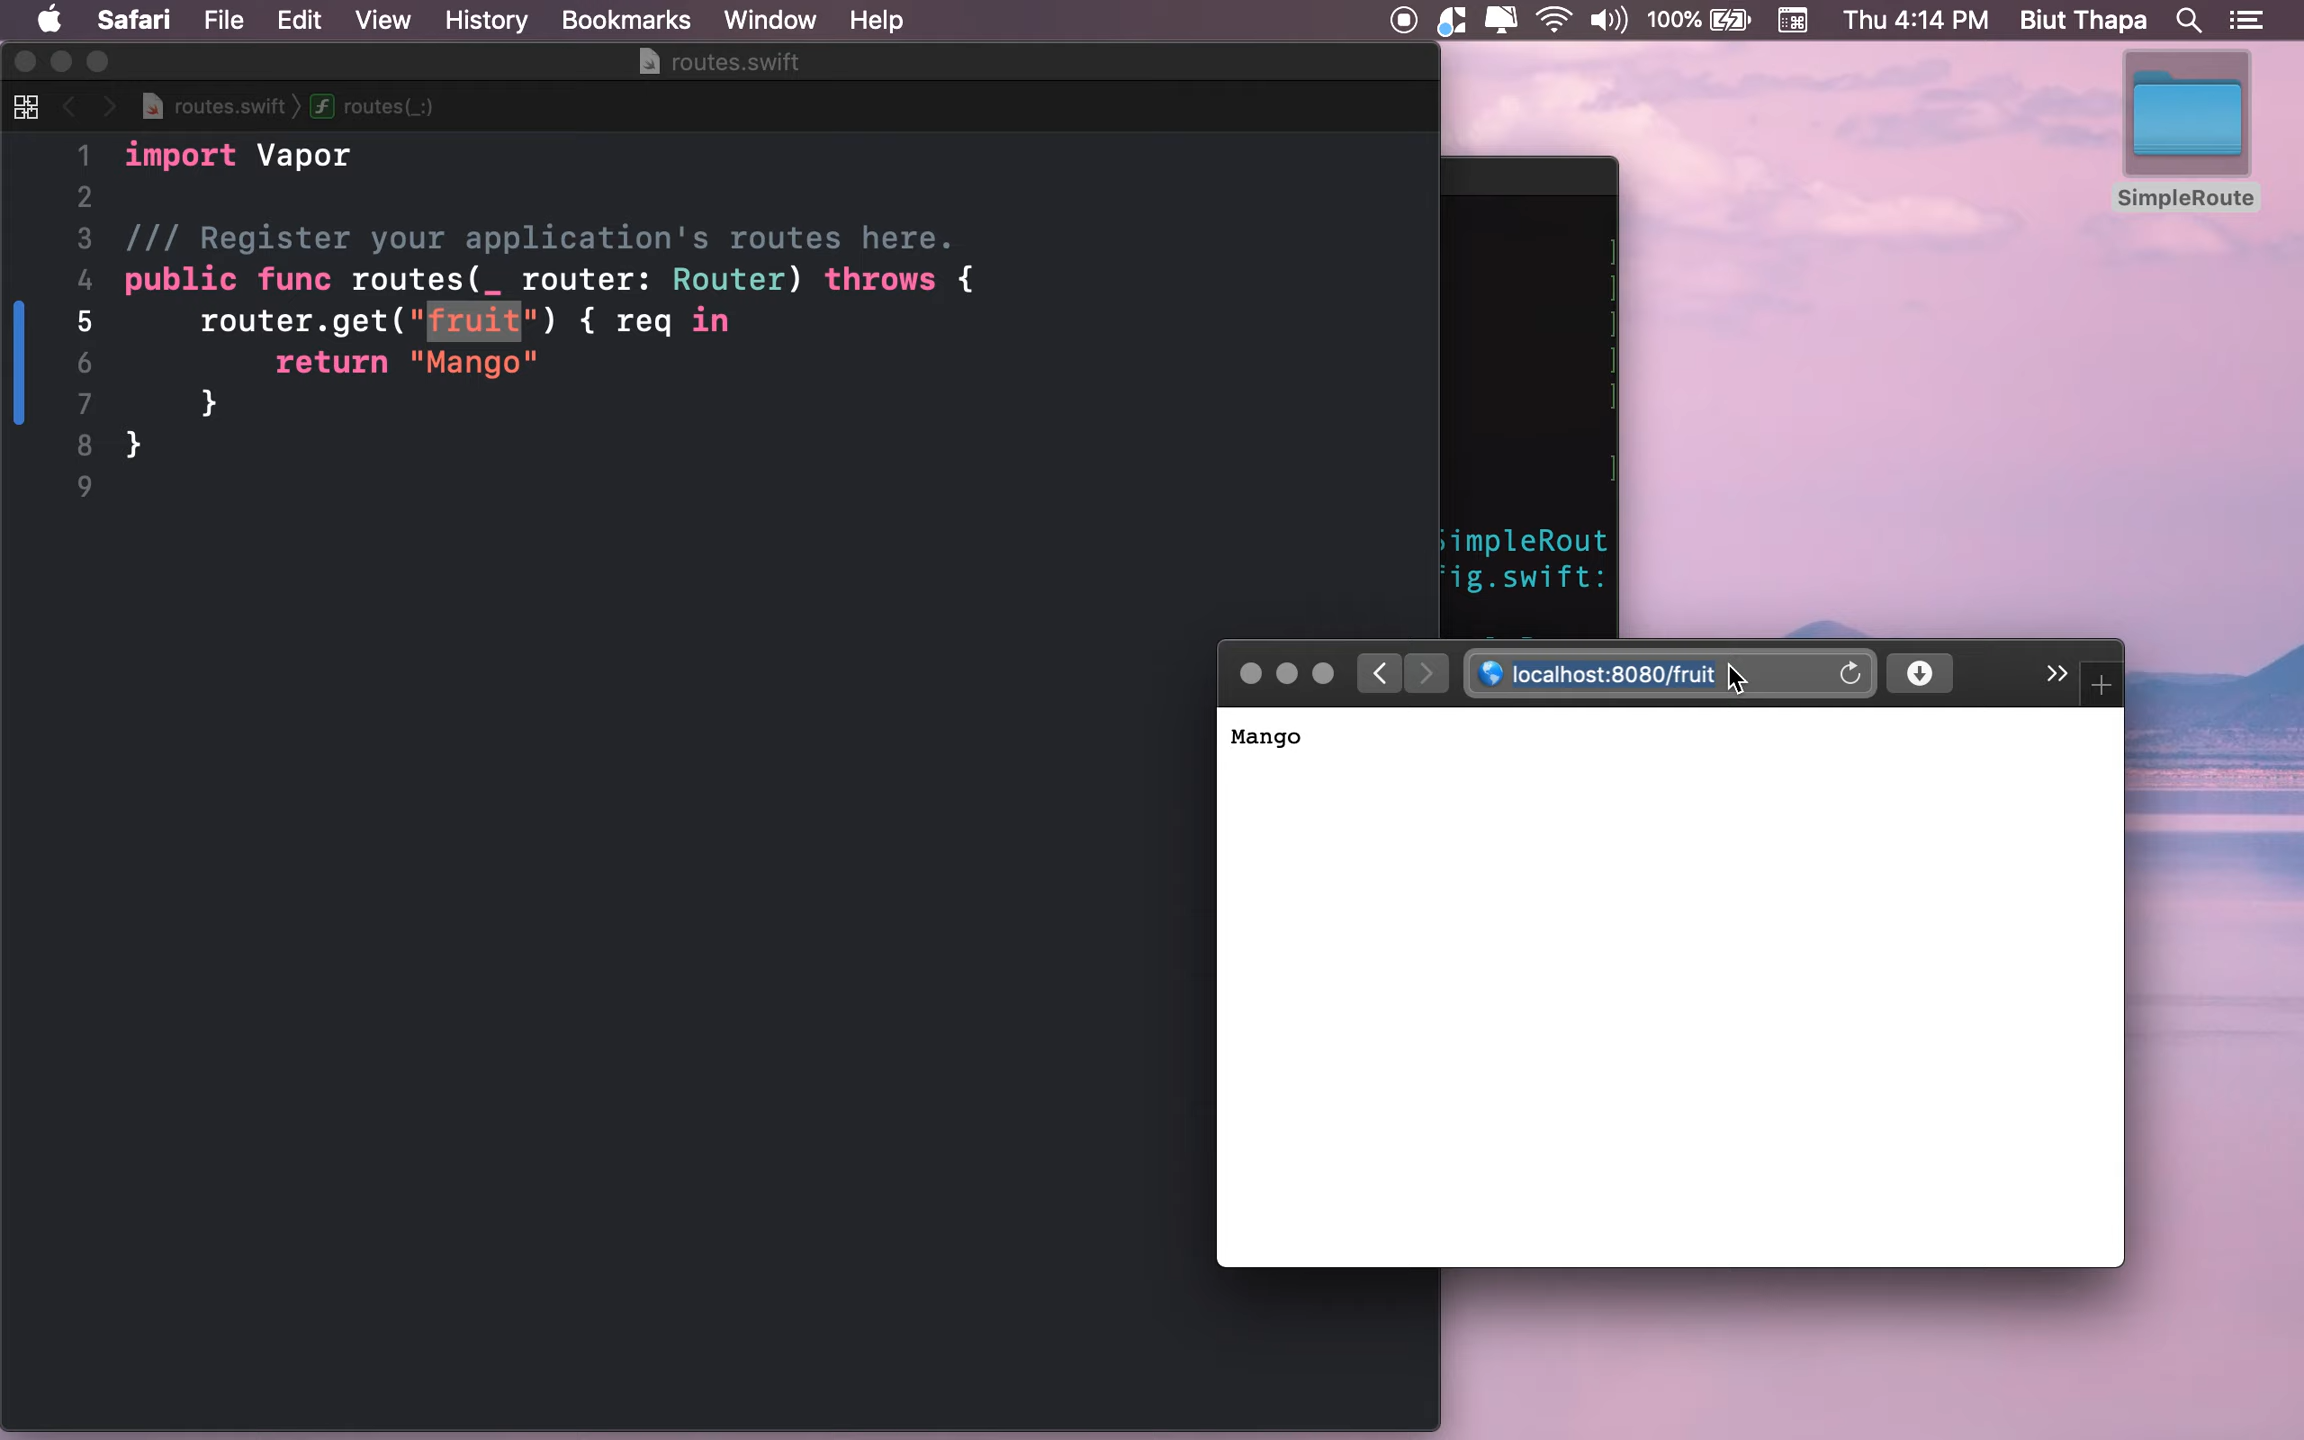 Safari File Edit View History Bookmarks Window Help 100% Thu 4:14 PM Biut Thapa
routes.swift
routes.swift routes(_:)
1 import Vapor
2
3 /// Register your application's routes here.
4 public func routes(_ router: Router) throws {
5 router.get("fruit") { req in
6 return "Mango"
7 }
8 }
9
SimpleRoute
]
]
]
]
]
]
SimpleRout
fig.swift:
localhost:8080/fruit
Mango